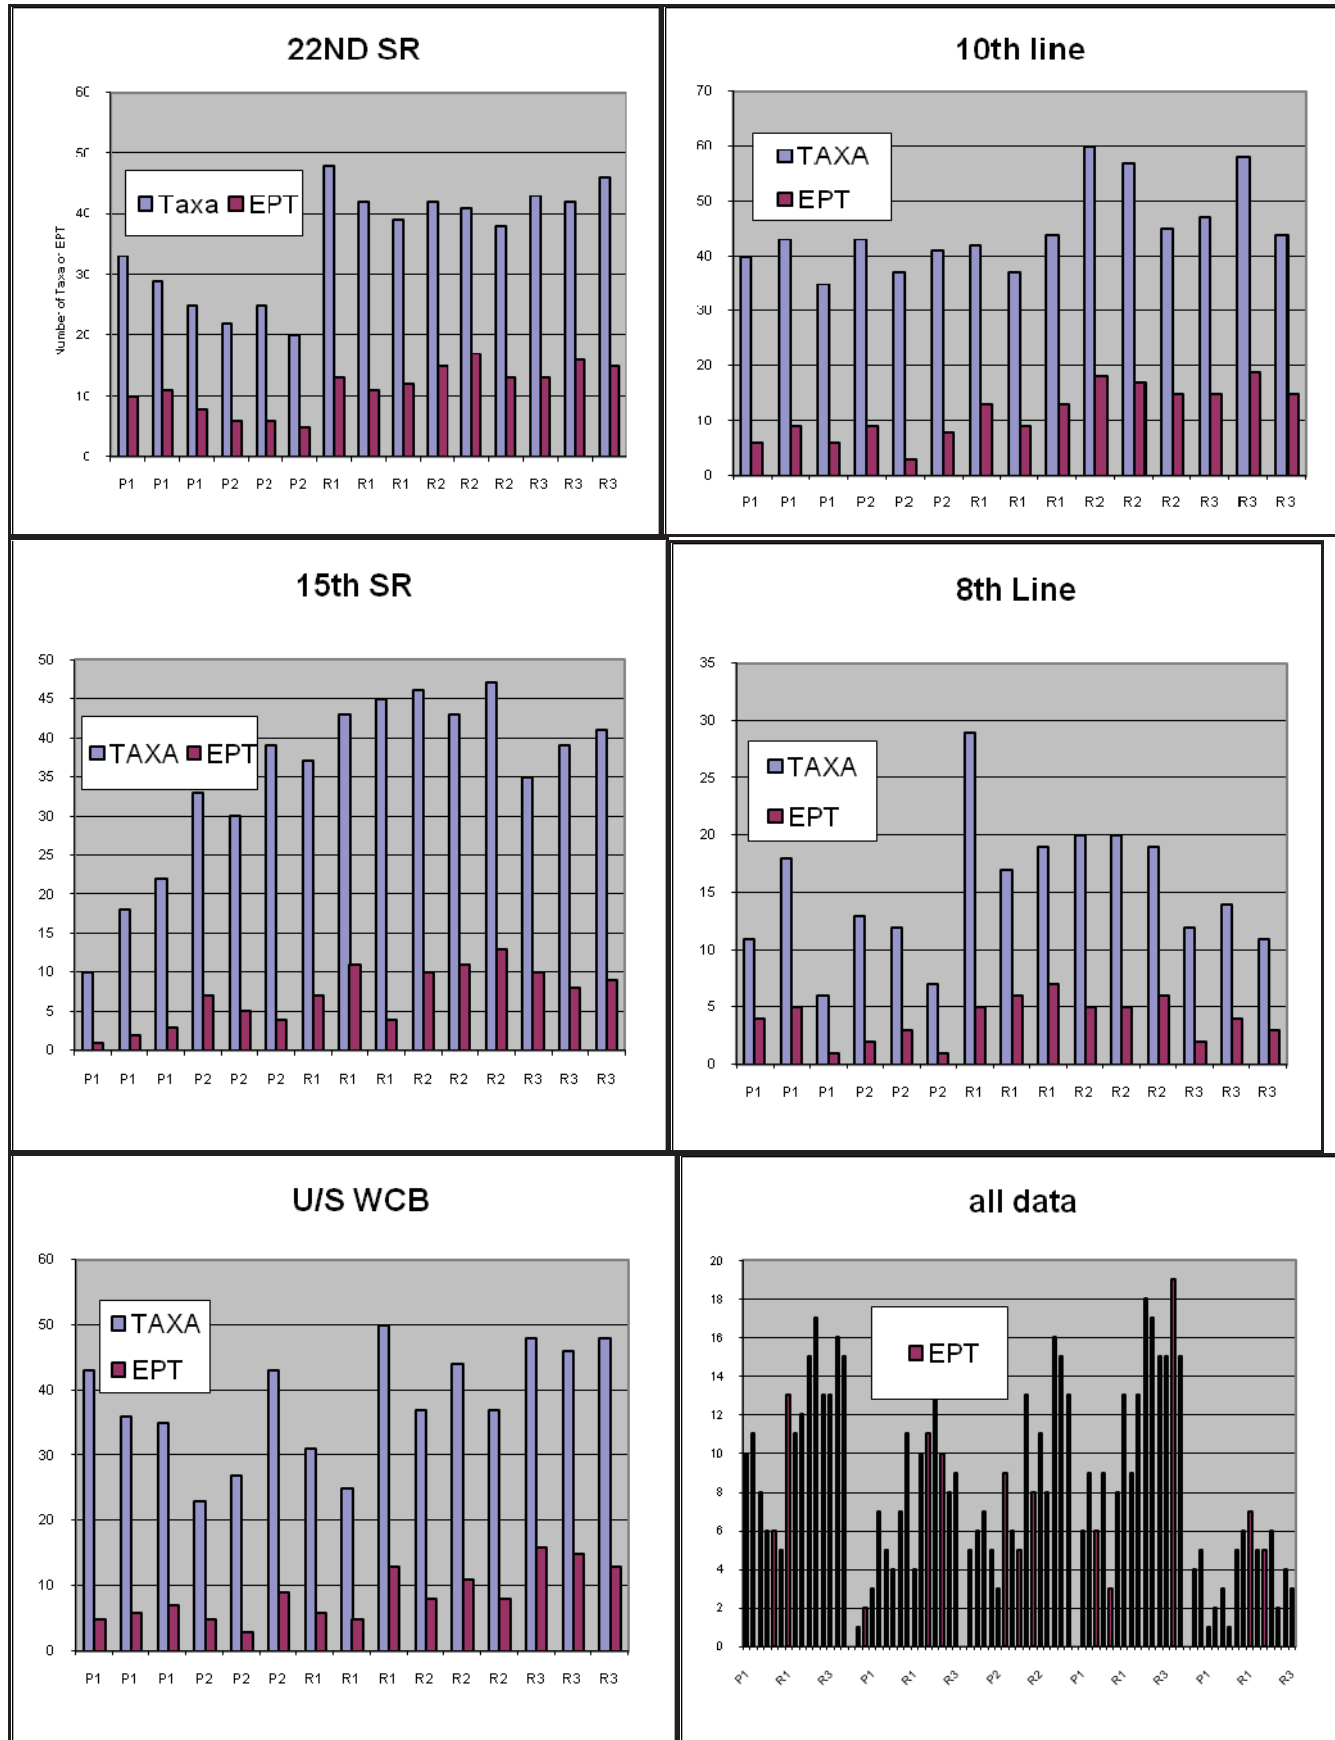 22ND SR
60
50
40
30
20
10
0
Number of Taxa or EPT
Taxa EPT
P1 P1 P1 P2 P2 P2 R1 R1 R1 R2 R2 R2 R3 R3 R3
10th line
70
60
50
40
30
20
10
0
TAXA
EPT
P1 P1 P1 P2 P2 P2 R1 R1 R1 R2 R2 R2 R3 R3 R3
15th SR
50
45
40
35
30
25
20
15
10
5
0
TAXA EPT
P1 P1 P1 P2 P2 P2 R1 R1 R1 R2 R2 R2 R3 R3 R3
8th Line
35
30
25
20
15
10
5
0
TAXA
EPT
P1 P1 P1 P2 P2 P2 R1 R1 R1 R2 R2 R2 R3 R3 R3
U/S WCB
60
50
40
30
20
10
0
TAXA
EPT
P1 P1 P1 P2 P2 P2 R1 R1 R1 R2 R2 R2 R3 R3 R3
all data
20
18
16
14
12
10
8
6
4
2
0
EPT
P1 R1 R3 P1 R1 R3 P2 R2 P1 R1 R3 P1 R1 R3